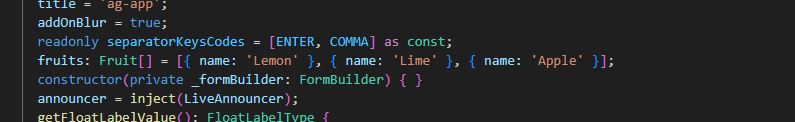 title = 'ag-app';
addOnBlur = true;
readonly separatorKeysCodes = [ENTER, COMMA] as const;
fruits: Fruit[] = [{ name: 'Lemon' }, { name: 'Lime' }, { name: 'Apple' }];
constructor(private _formBuilder: FormBuilder) { }
announcer = inject(LiveAnnouncer);
getFloatLabelValue(): FloatLabelType {